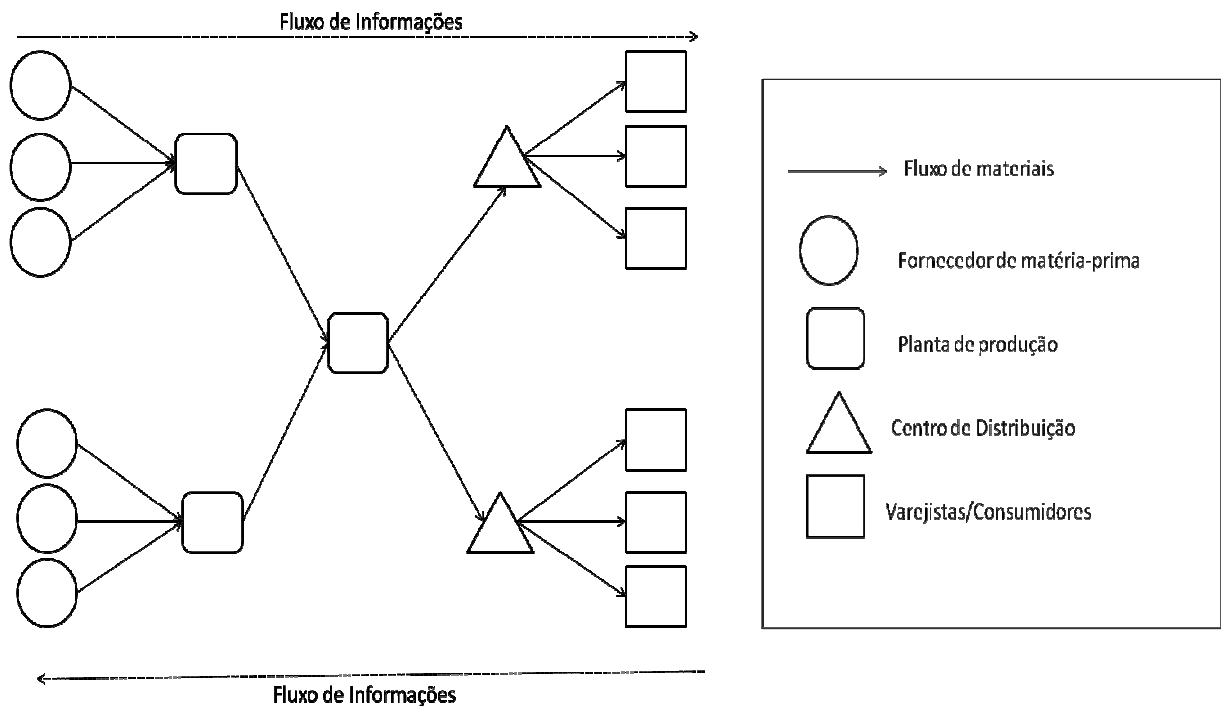 Fluxo de Informações
Fluxo de materiais
Fornecedor de matéria-prima
Planta de produção
Centro de Distribuição
Varejistas/Consumidores
Fluxo de Informações